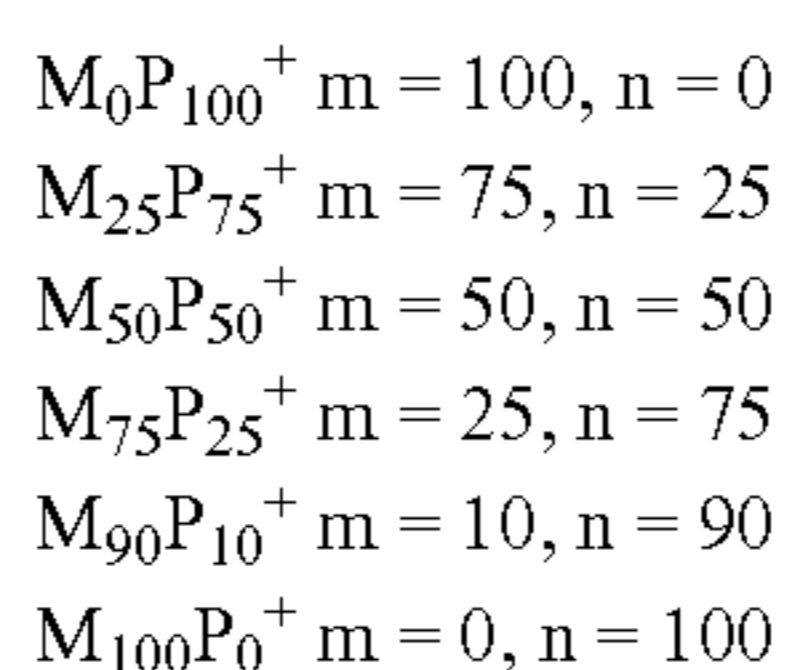 M₀P₁₀₀⁺ m = 100, n = 0
M₂₅P₇₅⁺ m = 75, n = 25
M₅₀P₅₀⁺ m = 50, n = 50
M₇₅P₂₅⁺ m = 25, n = 75
M₉₀P₁₀⁺ m = 10, n = 90
M₁₀₀P₀⁺ m = 0, n = 100